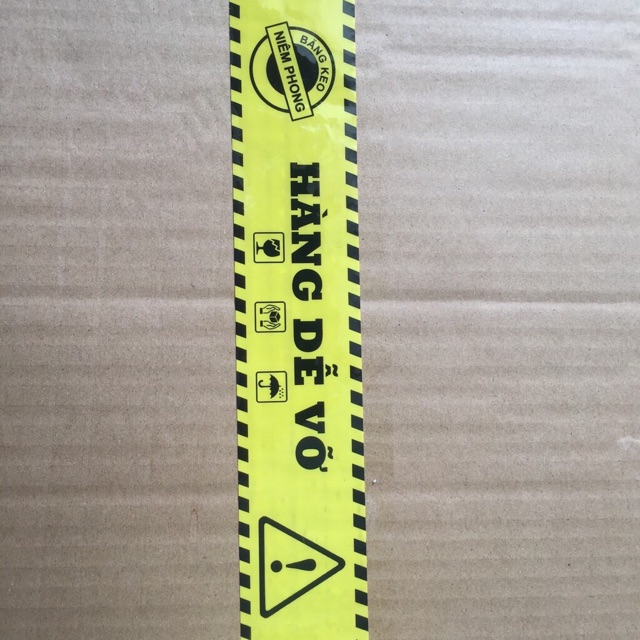 BĂNG KEO
NIÊM PHONG
HÀNG DỄ VỠ
!